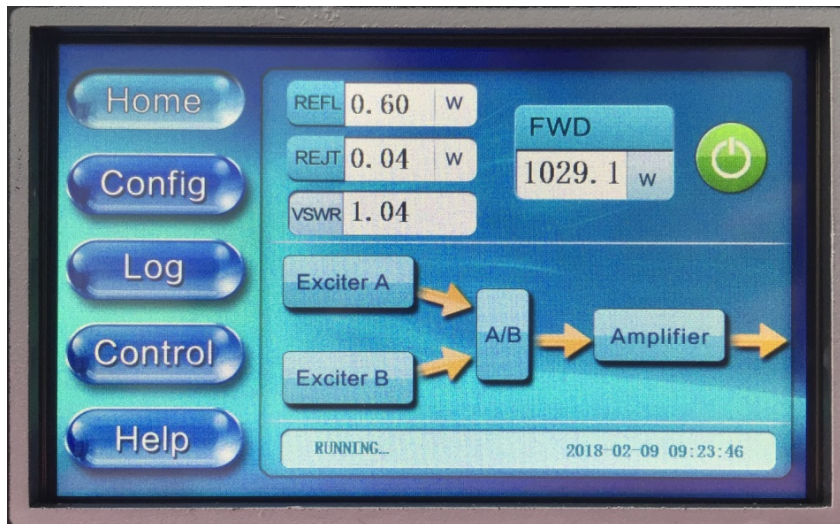 Home
Config
Log
Control
Help
REFL 0.60 W
REJT 0.04 W
VSWR 1.04
FWD
1029.1 W
Exciter A
Exciter B
A/B
Amplifier
RUNNING... 2018-02-09 09:23:46